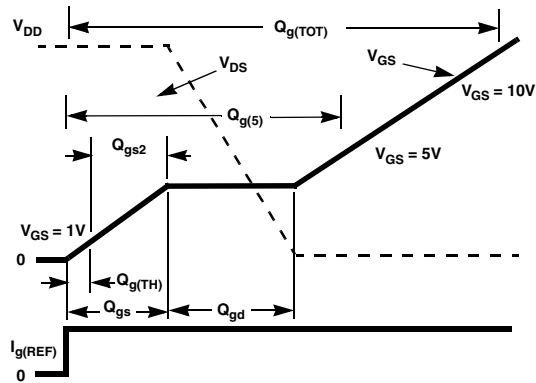 V_DD
Q_g(TOT)
V_DS
V_GS
V_GS = 10V
Q_g(5)
Q_gs2
V_GS = 5V
V_GS = 1V
0
Q_g(TH)
Q_gs
Q_gd
I_g(REF)
0